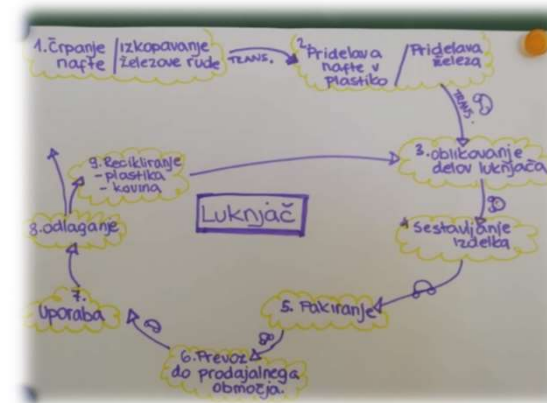 1. Črpanje nafte / izkopavanje železove rude
TRANS.
2. Pridelava nafte v plastiko / Pridelava železa
TRANS.
3. oblikovanje
delov luknjača
4. Sestavljanje
izdelka
5. Pakiranje
6. Prevoz
do prodajalnega
območja.
7.
Uporaba
8. odlaganje
9. Recikliranje
- plastika
- kovina
Luknjač